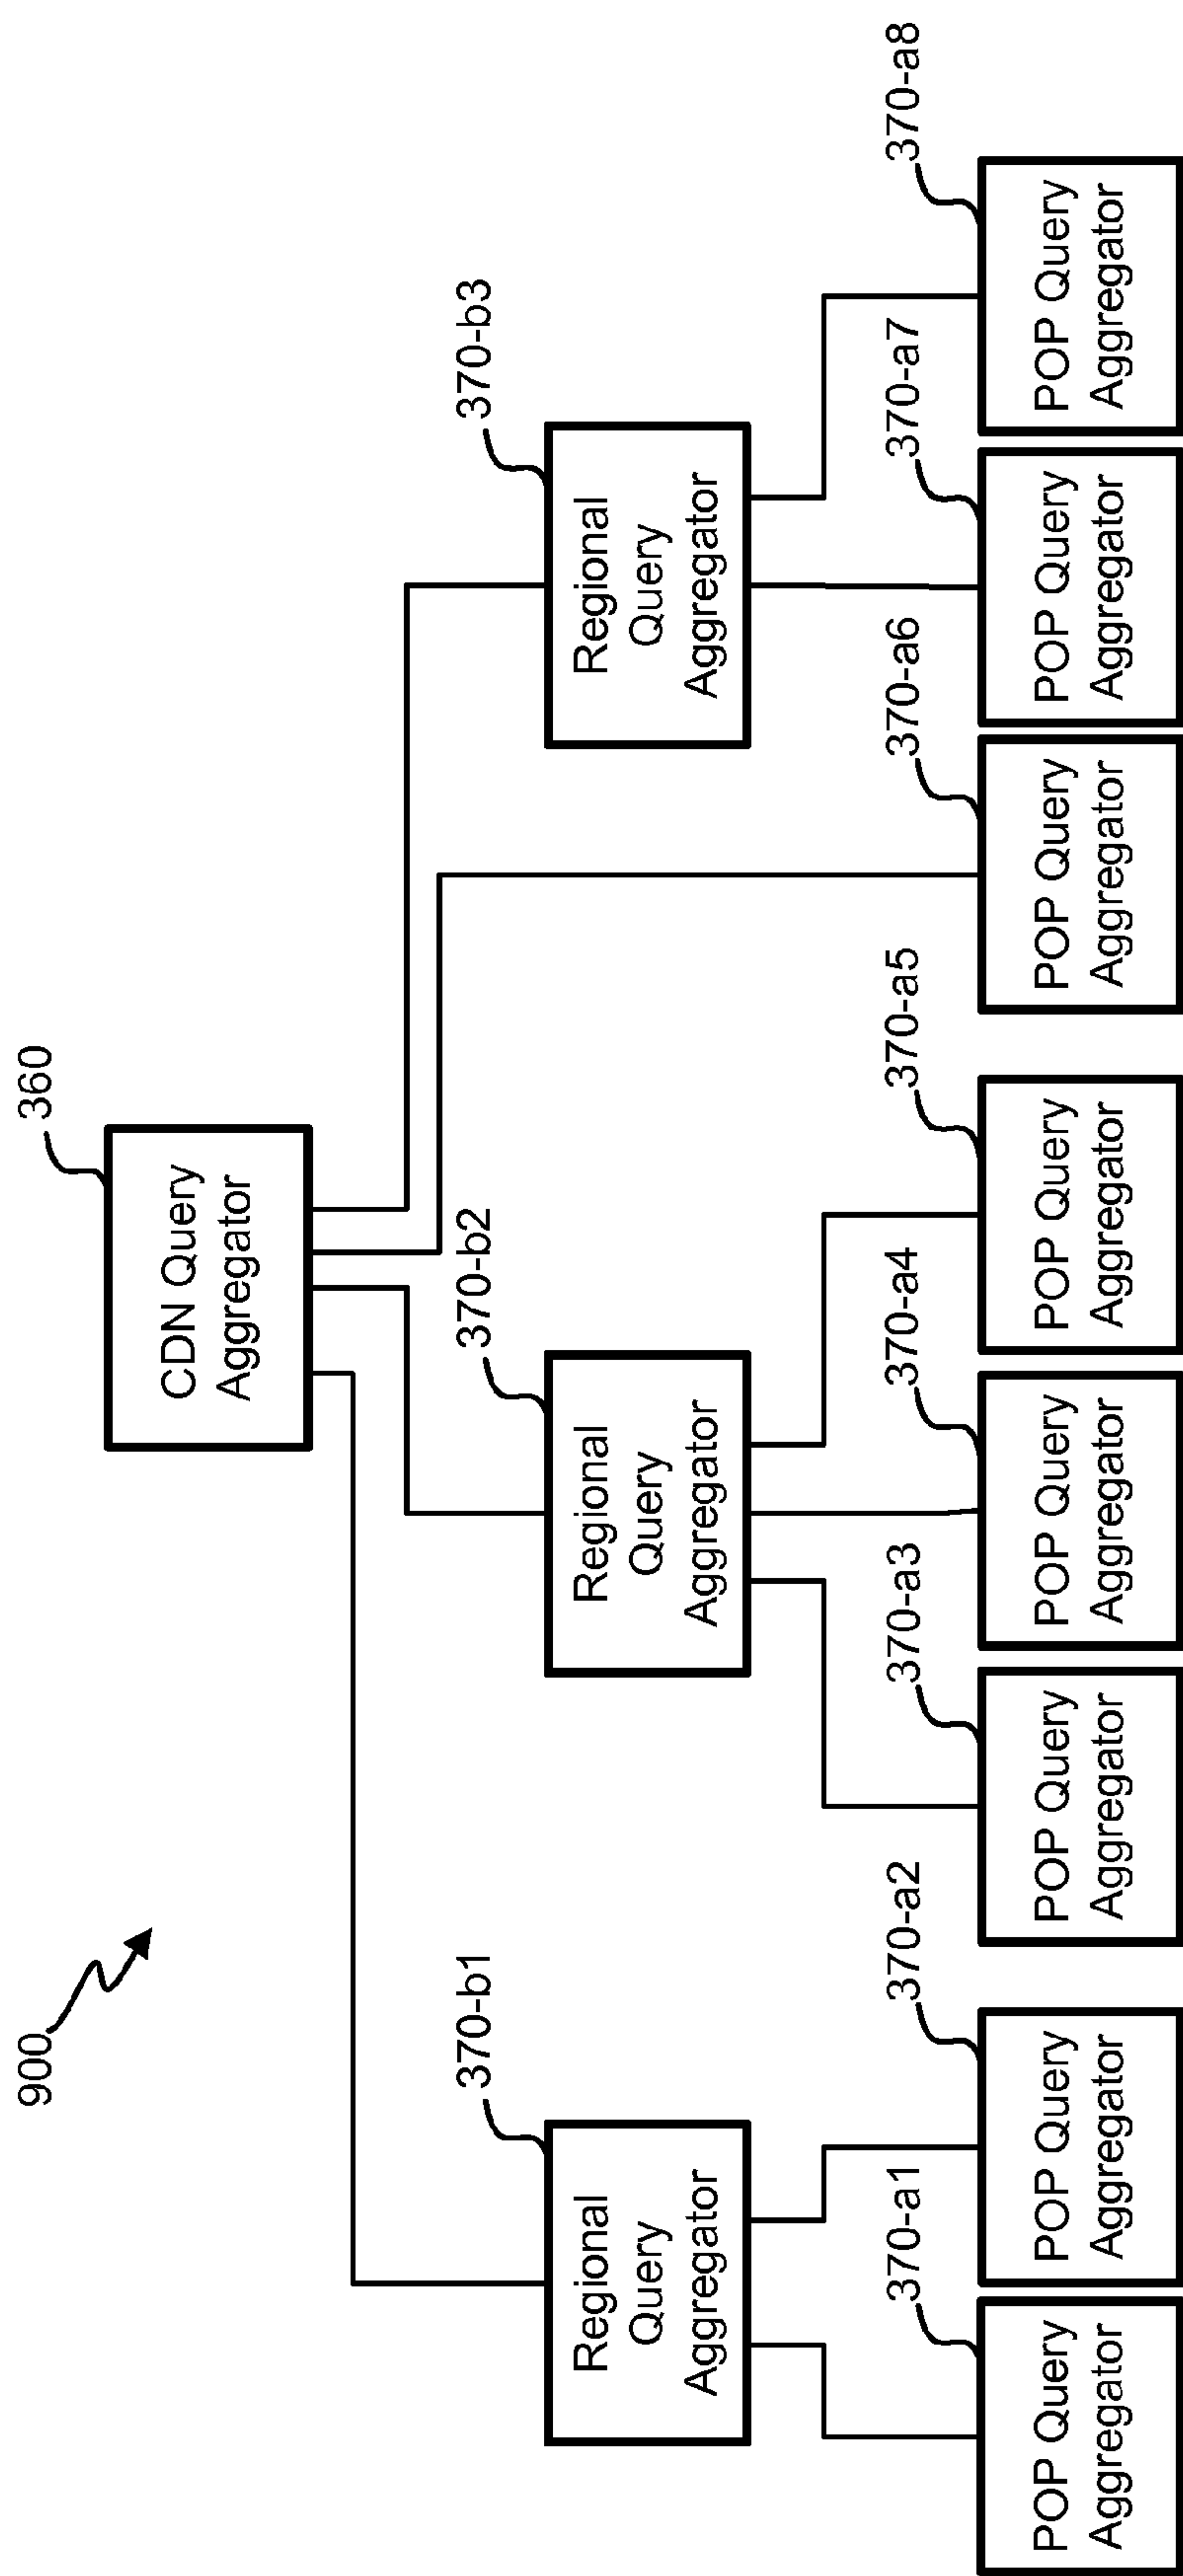 900
360
CDN Query
Aggregator
370-b1
370-b2
370-b3
Regional
Query
Aggregator
Regional
Query
Aggregator
Regional
Query
Aggregator
370-a1
370-a2
370-a3
370-a4
370-a5
370-a6
370-a7
370-a8
POP Query
Aggregator
POP Query
Aggregator
POP Query
Aggregator
POP Query
Aggregator
POP Query
Aggregator
POP Query
Aggregator
POP Query
Aggregator
POP Query
Aggregator